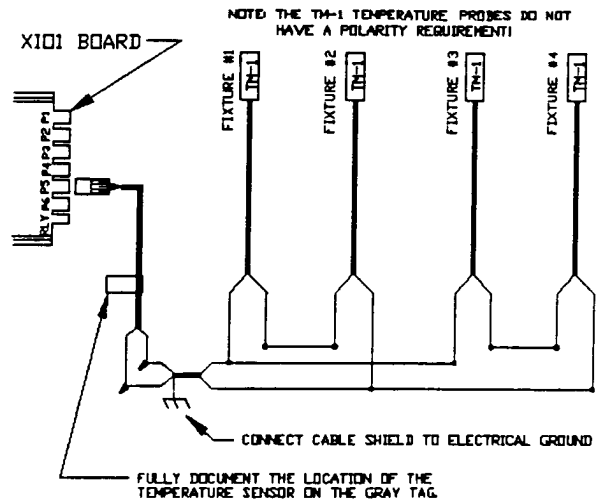 NOTE: THE TM-1 TEMPERATURE PROBES DO NOT
HAVE A POLARITY REQUIREMENT!
XI01 BOARD
FIXTURE #1
TM-1
FIXTURE #2
TM-1
FIXTURE #3
TM-1
FIXTURE #4
TM-1
P1
P2
P3
P4
P5
P6
RLY
CONNECT CABLE SHIELD TO ELECTRICAL GROUND
FULLY DOCUMENT THE LOCATION OF THE
TEMPERATURE SENSOR ON THE GRAY TAG.